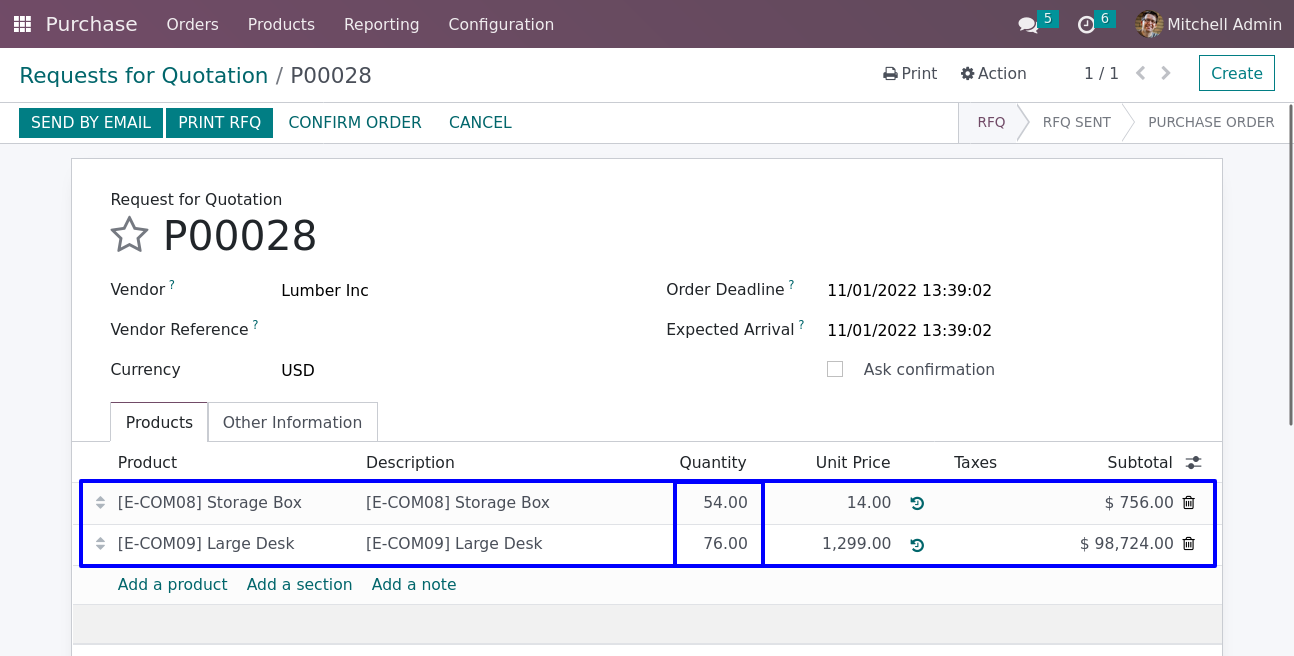 Purchase Orders Products Reporting Configuration 5 6 Mitchell Admin
Requests for Quotation / P00028 Print Action 1 / 1 Create
SEND BY EMAIL PRINT RFQ CONFIRM ORDER CANCEL RFQ RFQ SENT PURCHASE ORDER
Request for Quotation
P00028
Vendor ? Lumber Inc Order Deadline ? 11/01/2022 13:39:02
Vendor Reference ? Expected Arrival ? 11/01/2022 13:39:02
Currency USD Ask confirmation
Products Other Information
Product Description Quantity Unit Price Taxes Subtotal
[E-COM08] Storage Box [E-COM08] Storage Box 54.00 14.00 $ 756.00
[E-COM09] Large Desk [E-COM09] Large Desk 76.00 1,299.00 $ 98,724.00
Add a product Add a section Add a note